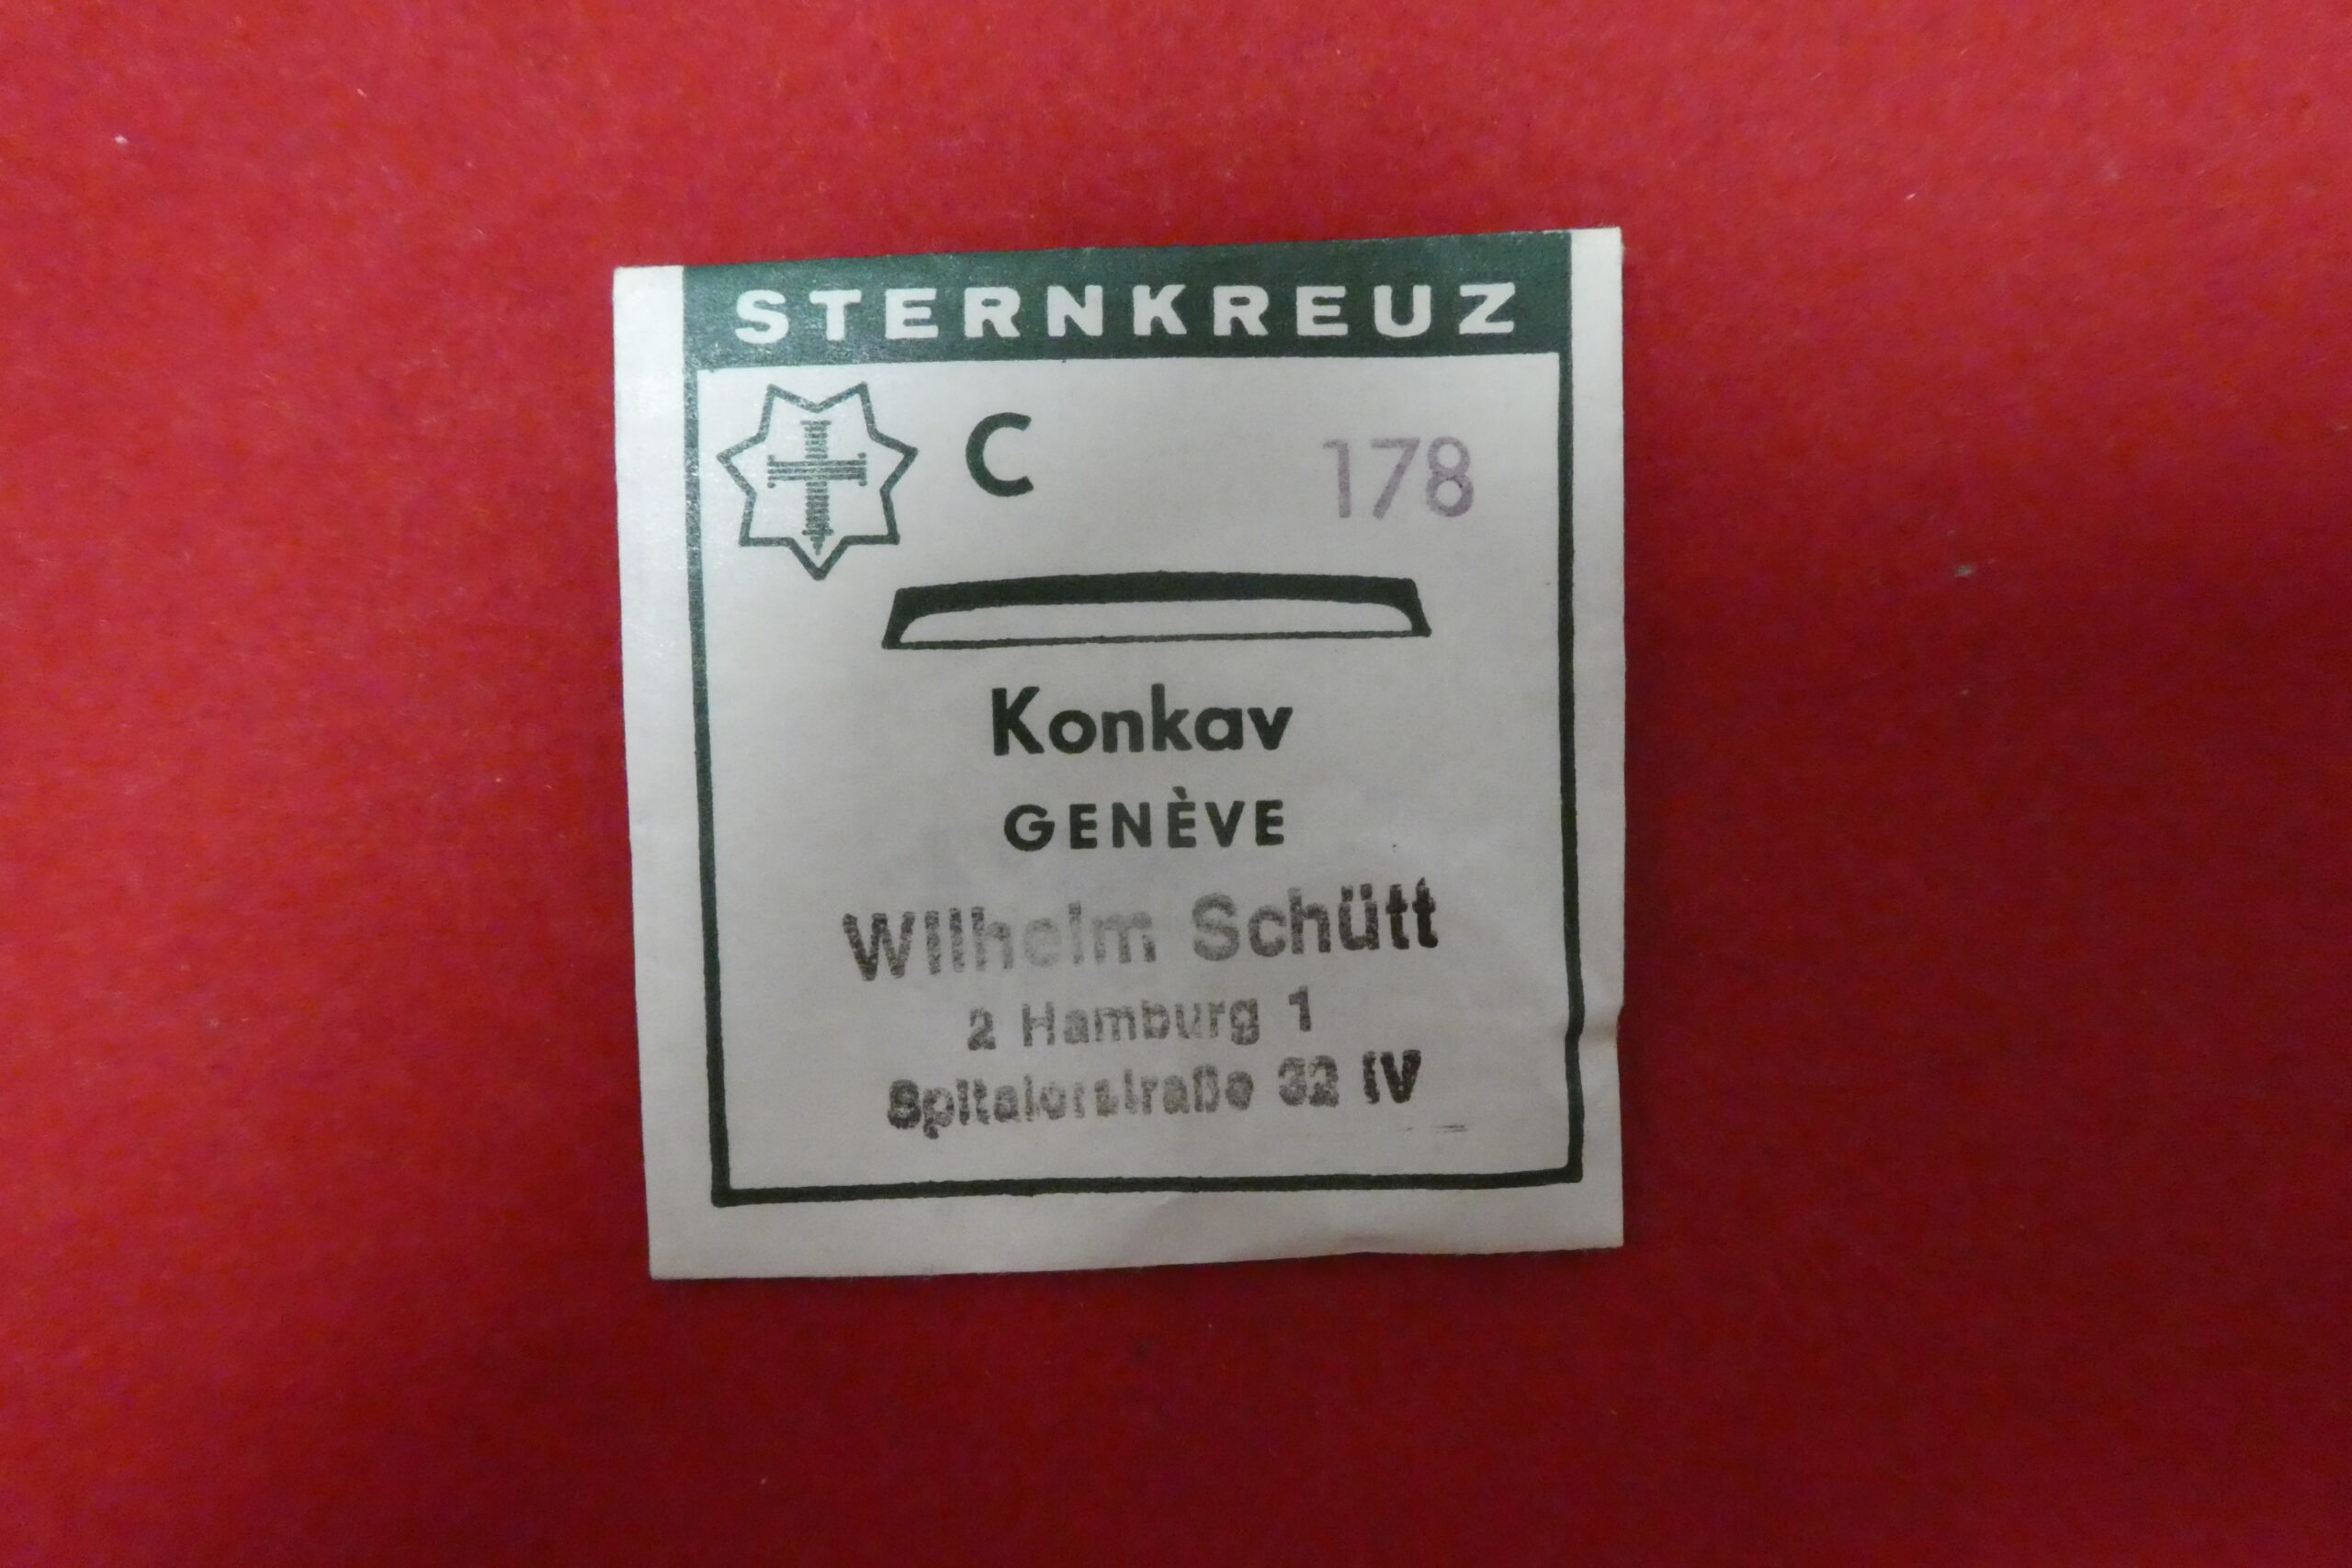 STERNKREUZ
C 178
Konkav
GENÈVE
Wilhelm Schütt
2 Hamburg 1
Spitalerstraße 32 IV